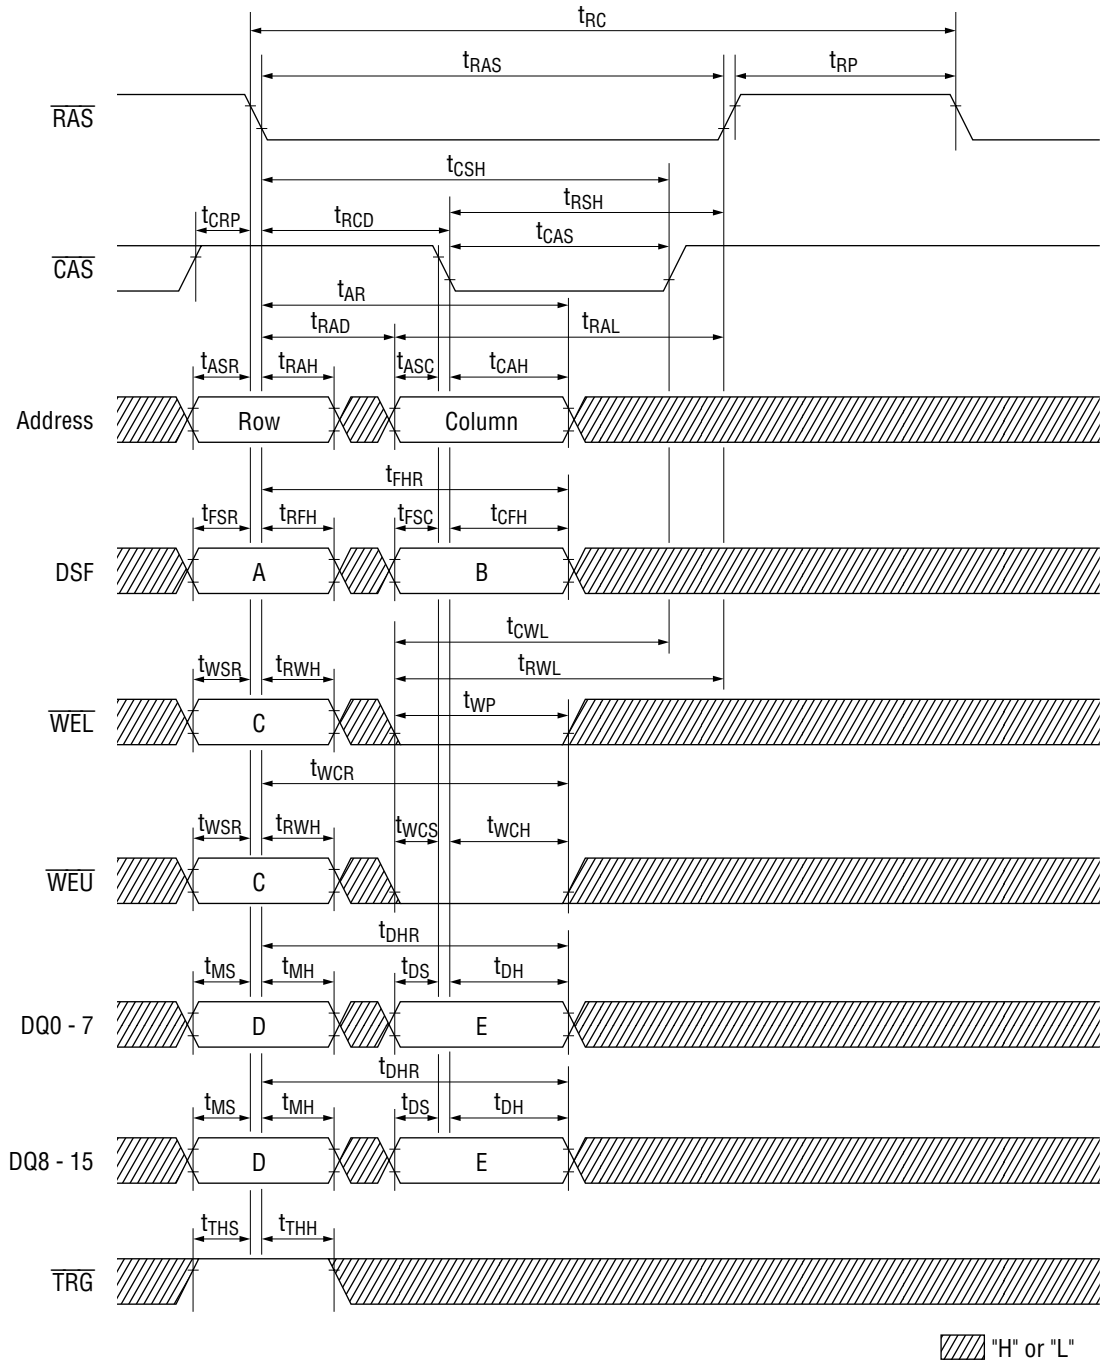 tRC
tRAS tRP
RAS
tCSH
tRSH
tCRP tRCD tCAS
CAS
tAR
tRAD tRAL
tASR tRAH tASC tCAH
Address Row Column
tFHR
tFSR tRFH tFSC tCFH
DSF A B
tCWL
tRWL
tWSR tRWH tWP
WEL C
tWCR
tWSR tRWH tWCS tWCH
WEU C
tDHR
tMS tMH tDS tDH
DQ0 - 7 D E
tDHR
tMS tMH tDS tDH
DQ8 - 15 D E
tTHS tTHH
TRG
"H" or "L"